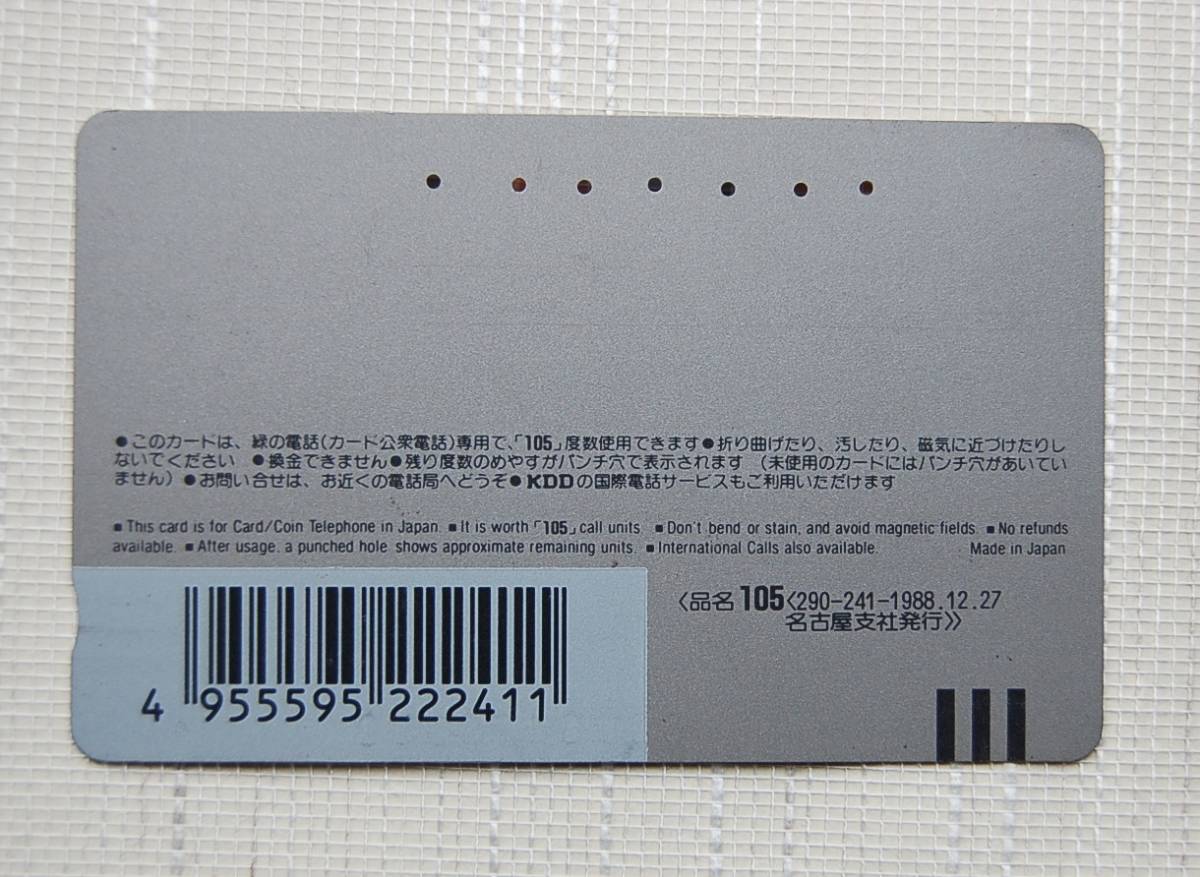 ●このカードは、緑の電話(カード公衆電話)専用で、「105」度数使用できます●折り曲げたり、汚したり、磁気に近づけたりし
ないでください ●換金できません●残り度数のめやすがパンチ穴で表示されます (未使用のカードにはパンチ穴があいてい
ません)●お問い合せは、お近くの電話局へどうぞ●KDDの国際電話サービスもご利用いただけます
■This card is for Card/Coin Telephone in Japan. ■It is worth「105」call units. ■Don't bend or stain, and avoid magnetic fields. ■No refunds
available. ■After usage. a punched hole shows approximate remaining units. ■International Calls also available. Made in Japan
〈品名105〈290-241-1988.12.27
名古屋支社発行》
4 955595 222411